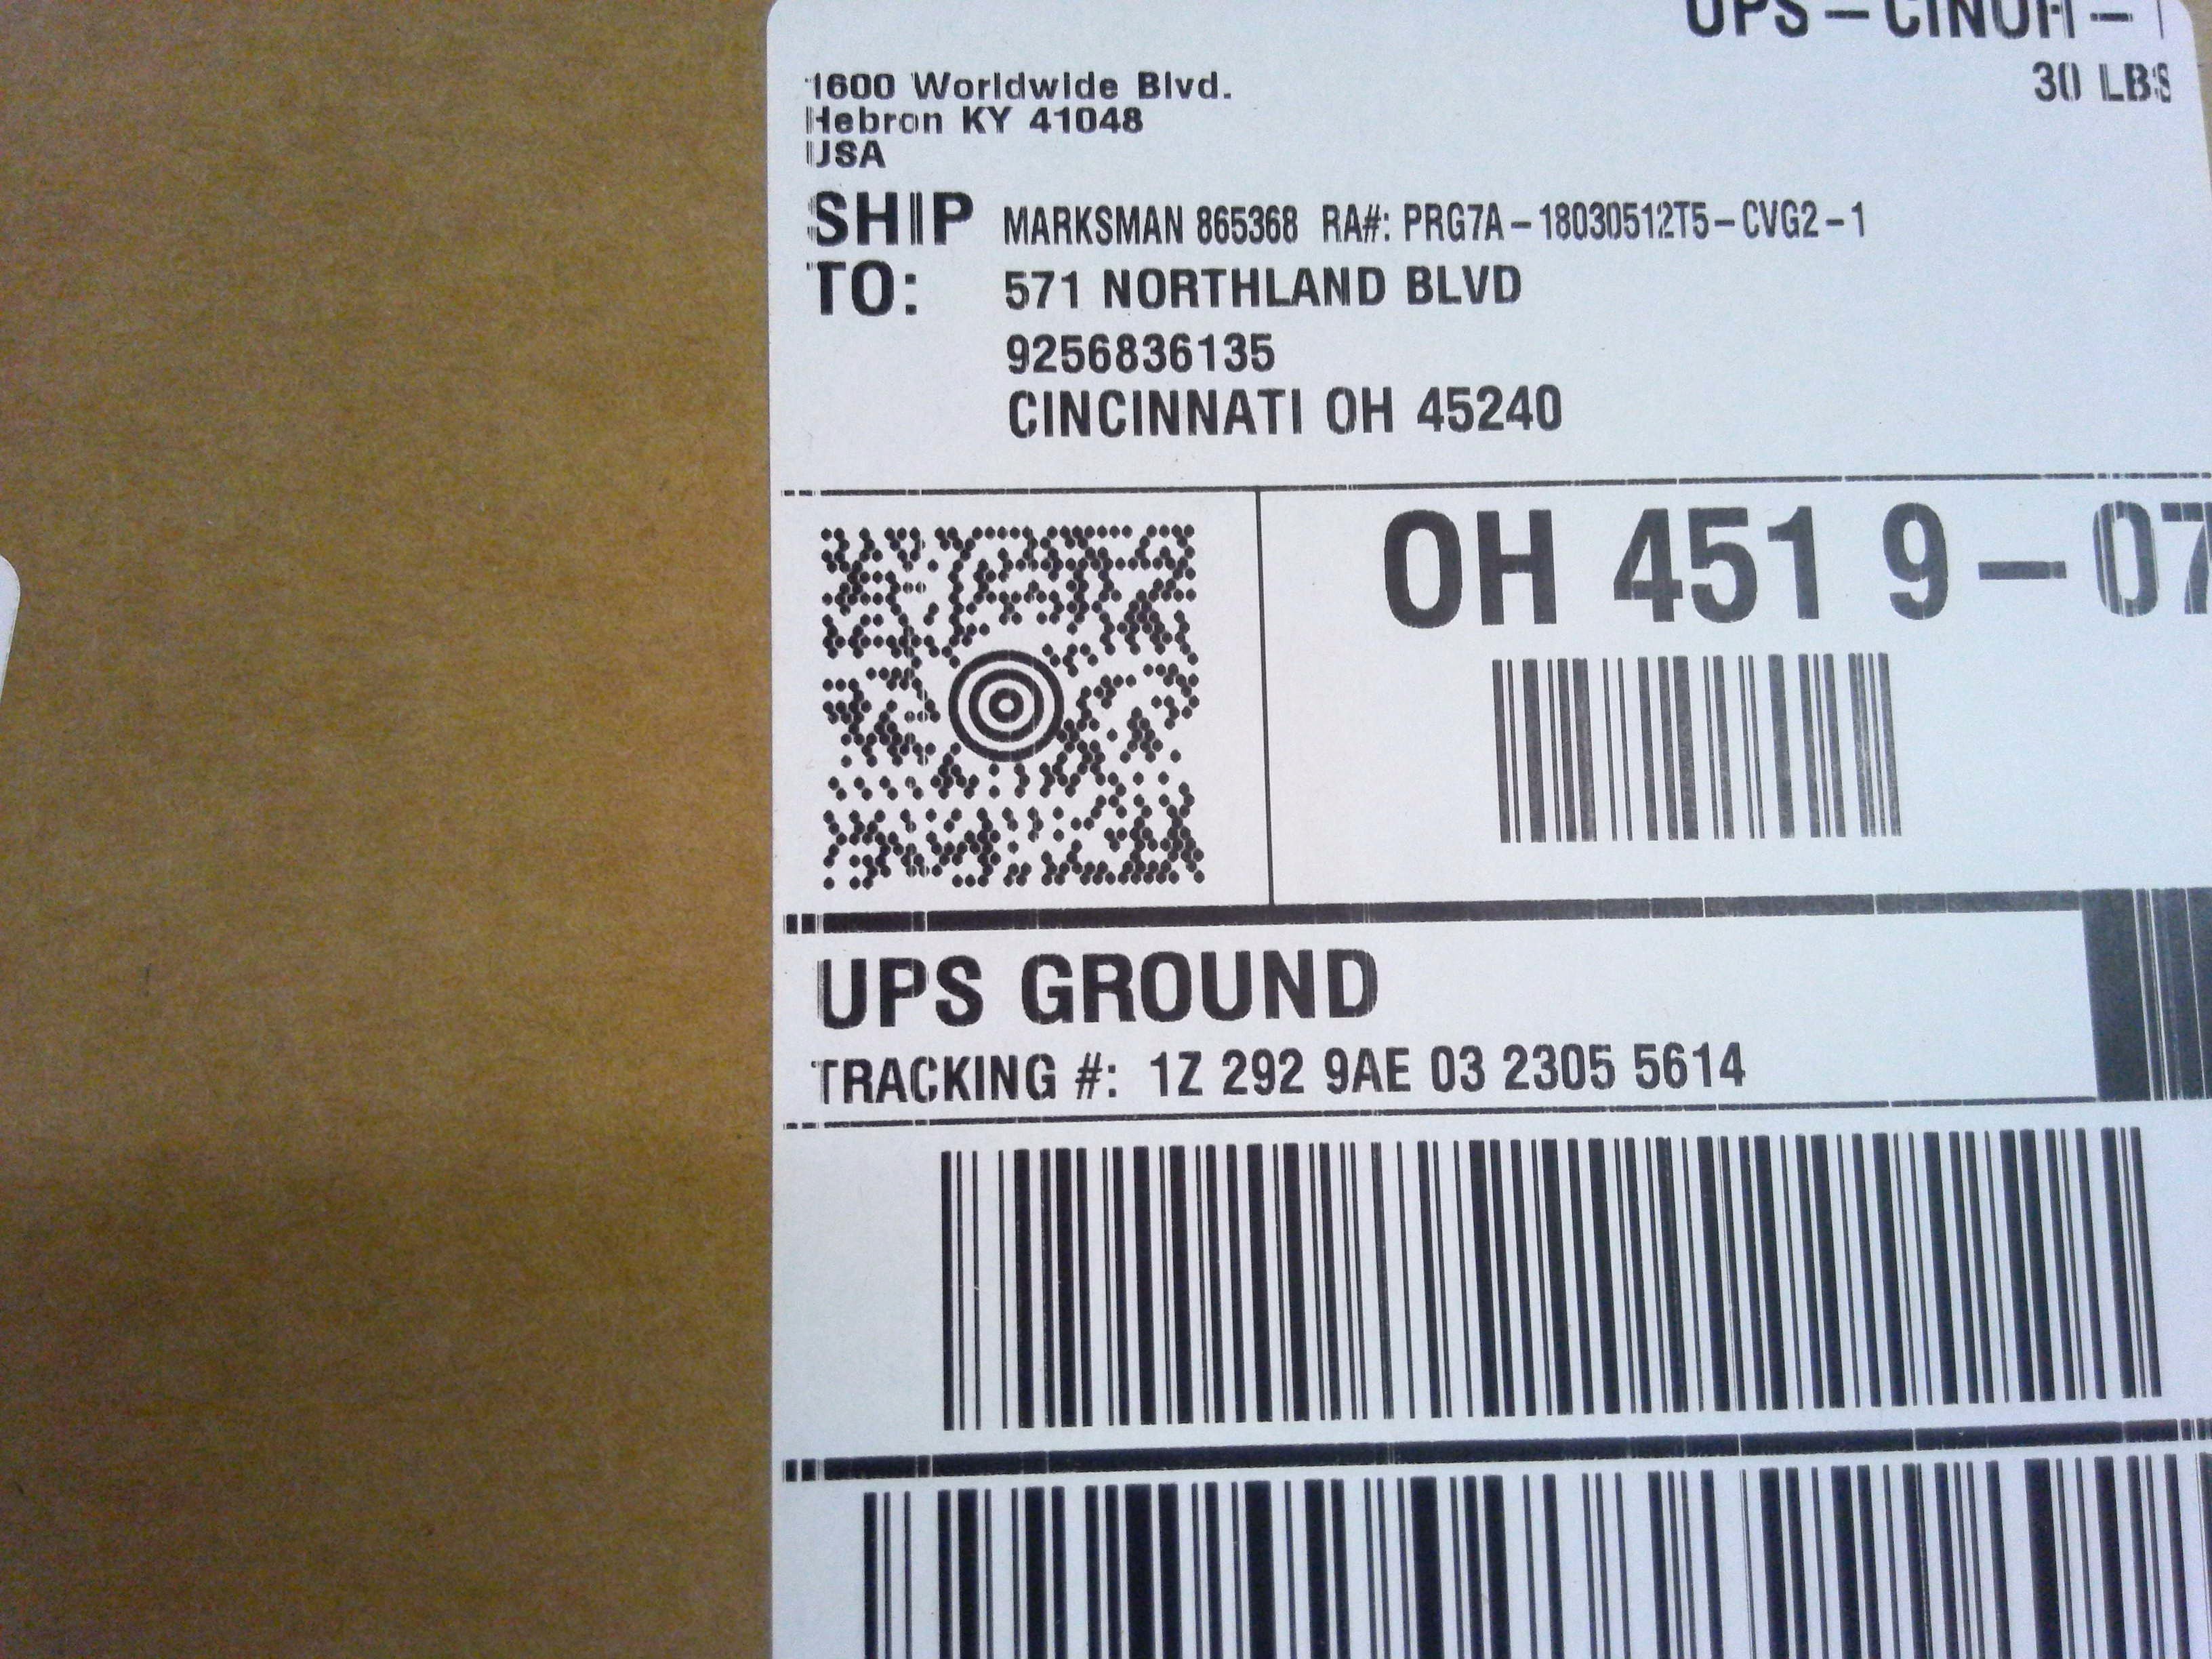 UPS – CINOH –
30 LBS
1600 Worldwide Blvd.
Hebron KY 41048
USA
SHIP TO:
MARKSMAN 865368 RA#: PRG7A – 18030512T5 – CVG2 – 1
571 NORTHLAND BLVD
9256836135
CINCINNATI OH 45240
OH 451 9 – 07
UPS GROUND
TRACKING #: 1Z 292 9AE 03 2305 5614